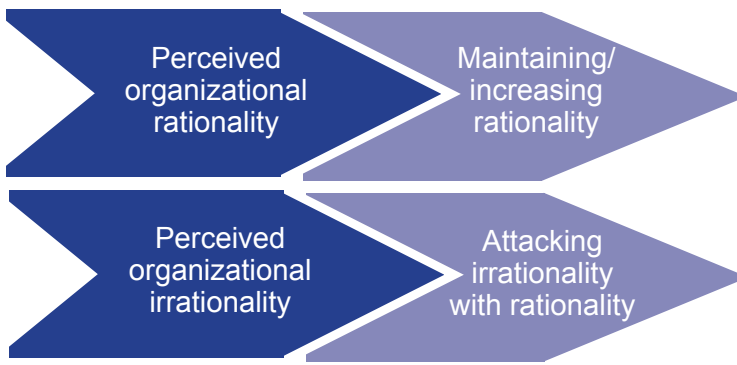 Perceived
organizational
rationality
Maintaining/
increasing
rationality
Perceived
organizational
irrationality
Attacking
irrationality
with rationality